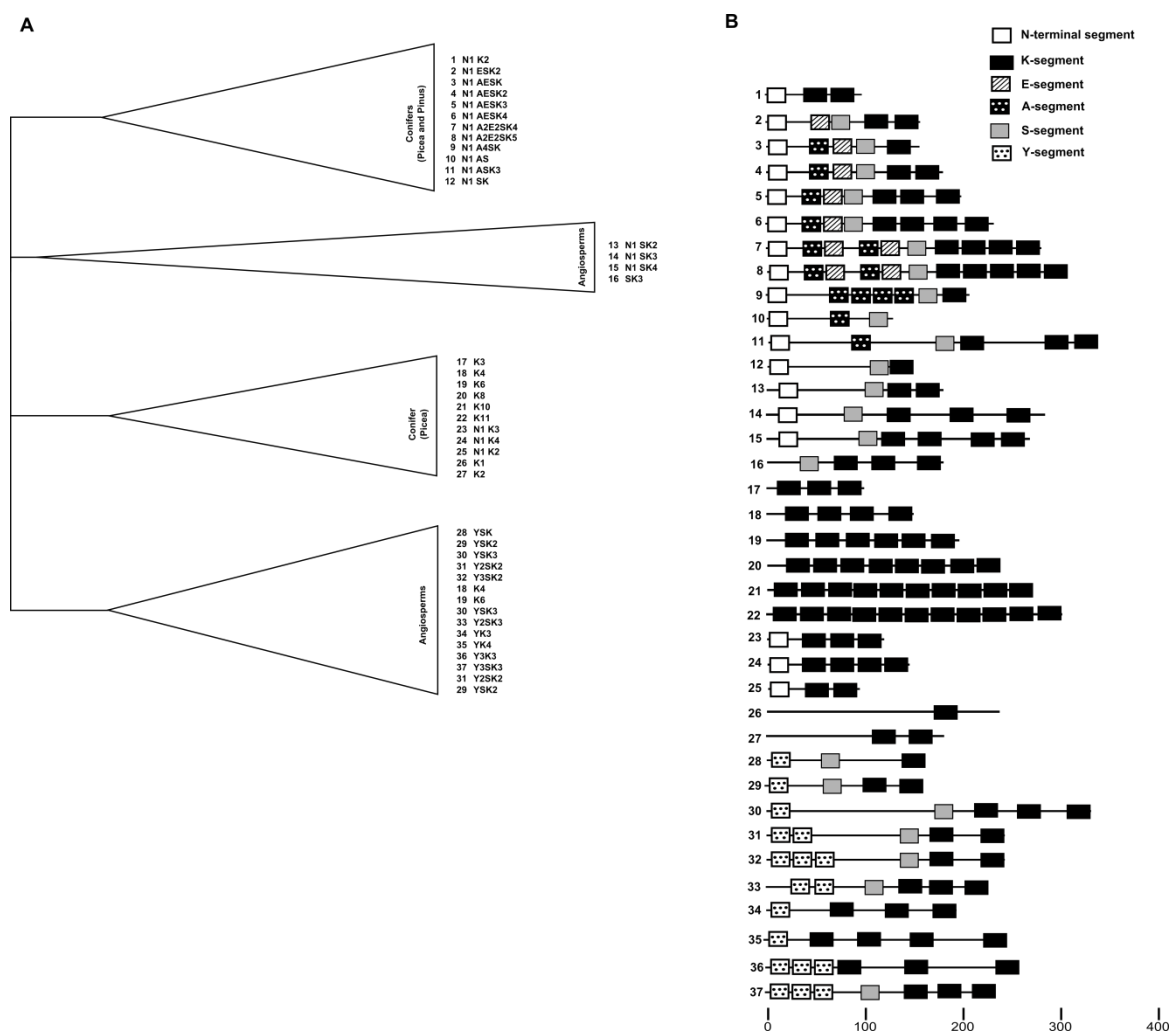 A
Conifers
(Picea and Pinus)
1 N1 K2
2 N1 ESK2
3 N1 AESK
4 N1 AESK2
5 N1 AESK3
6 N1 AESK4
7 N1 A2E2SK4
8 N1 A2E2SK5
9 N1 A4SK
10 N1 AS
11 N1 ASK3
12 N1 SK
Angiosperms
13 N1 SK2
14 N1 SK3
15 N1 SK4
16 SK3
Conifer
(Picea)
17 K3
18 K4
19 K6
20 K8
21 K10
22 K11
23 N1 K3
24 N1 K4
25 N1 K2
26 K1
27 K2
Angiosperms
28 YSK
29 YSK2
30 YSK3
31 Y2SK2
32 Y3SK2
18 K4
19 K6
30 YSK3
33 Y2SK3
34 YK3
35 YK4
36 Y3K3
37 Y3SK3
31 Y2SK2
29 YSK2
B
N-terminal segment
K-segment
E-segment
A-segment
S-segment
Y-segment
1
2
3
4
5
6
7
8
9
10
11
12
13
14
15
16
17
18
19
20
21
22
23
24
25
26
27
28
29
30
31
32
33
34
35
36
37
0 100 200 300 400